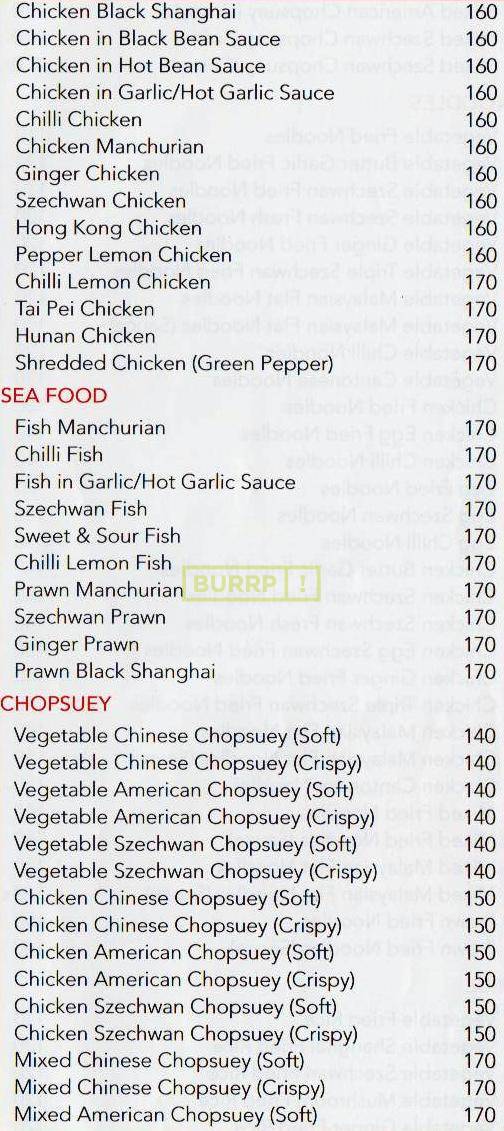 Chicken Black Shanghai 160
Chicken in Black Bean Sauce 160
Chicken in Hot Bean Sauce 160
Chicken in Garlic/Hot Garlic Sauce 160
Chilli Chicken 160
Chicken Manchurian 160
Ginger Chicken 160
Szechwan Chicken 160
Hong Kong Chicken 160
Pepper Lemon Chicken 160
Chilli Lemon Chicken 170
Tai Pei Chicken 170
Hunan Chicken 170
Shredded Chicken (Green Pepper) 170
SEA FOOD
Fish Manchurian 170
Chilli Fish 170
Fish in Garlic/Hot Garlic Sauce 170
Szechwan Fish 170
Sweet & Sour Fish 170
Chilli Lemon Fish 170
BURRP!
Prawn Manchurian 170
Szechwan Prawn 170
Ginger Prawn 170
Prawn Black Shanghai 170
CHOPSUEY
Vegetable Chinese Chopsuey (Soft) 140
Vegetable Chinese Chopsuey (Crispy) 140
Vegetable American Chopsuey (Soft) 140
Vegetable American Chopsuey (Crispy) 140
Vegetable Szechwan Chopsuey (Soft) 140
Vegetable Szechwan Chopsuey (Crispy) 140
Chicken Chinese Chopsuey (Soft) 150
Chicken Chinese Chopsuey (Crispy) 150
Chicken American Chopsuey (Soft) 150
Chicken American Chopsuey (Crispy) 150
Chicken Szechwan Chopsuey (Soft) 150
Chicken Szechwan Chopsuey (Crispy) 150
Mixed Chinese Chopsuey (Soft) 170
Mixed Chinese Chopsuey (Crispy) 170
Mixed American Chopsuey (Soft) 170